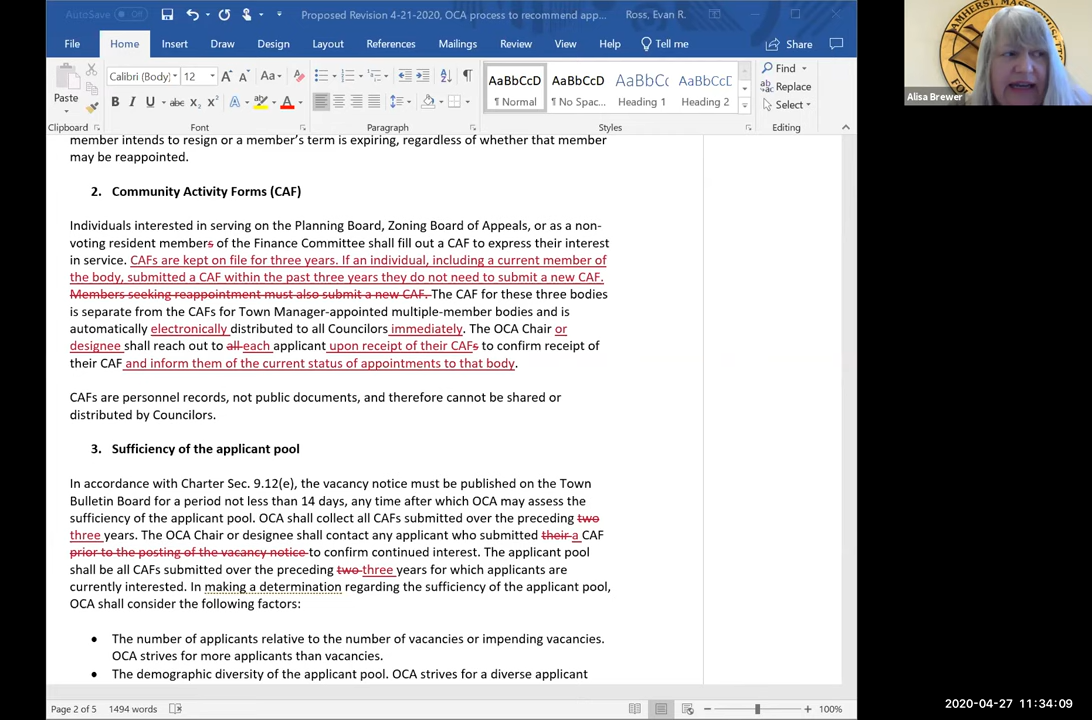 AutoSave Off
Proposed Revision 4-21-2020, OCA process to recommend app...
Ross, Evan R.
File Home Insert Draw Design Layout References Mailings Review View Help Tell me Share
Paste
Calibri (Body) 12
AaBbCcD AaBbCcD AaBbCc AaBbCcC
¶ Normal ¶ No Spac... Heading 1 Heading 2
Find
Replace
Select
Clipboard Font Paragraph Styles Editing
member intends to resign or a member's term is expiring, regardless of whether that member
may be reappointed.
2. Community Activity Forms (CAF)
Individuals interested in serving on the Planning Board, Zoning Board of Appeals, or as a non-
voting resident members of the Finance Committee shall fill out a CAF to express their interest
in service. CAFs are kept on file for three years. If an individual, including a current member of
the body, submitted a CAF within the past three years they do not need to submit a new CAF.
Members seeking reappointment must also submit a new CAF. The CAF for these three bodies
is separate from the CAFs for Town Manager-appointed multiple-member bodies and is
automatically electronically distributed to all Councilors immediately. The OCA Chair or
designee shall reach out to all each applicant upon receipt of their CAFs to confirm receipt of
their CAF and inform them of the current status of appointments to that body.
CAFs are personnel records, not public documents, and therefore cannot be shared or
distributed by Councilors.
3. Sufficiency of the applicant pool
In accordance with Charter Sec. 9.12(e), the vacancy notice must be published on the Town
Bulletin Board for a period not less than 14 days, any time after which OCA may assess the
sufficiency of the applicant pool. OCA shall collect all CAFs submitted over the preceding two
three years. The OCA Chair or designee shall contact any applicant who submitted their a CAF
prior to the posting of the vacancy notice to confirm continued interest. The applicant pool
shall be all CAFs submitted over the preceding two three years for which applicants are
currently interested. In making a determination regarding the sufficiency of the applicant pool,
OCA shall consider the following factors:
• The number of applicants relative to the number of vacancies or impending vacancies.
OCA strives for more applicants than vacancies.
• The demographic diversity of the applicant pool. OCA strives for a diverse applicant
Page 2 of 5 1494 words
100%
AMHERST, MASSACHUSETTS
Alisa Brewer
2020-04-27 11:34:09